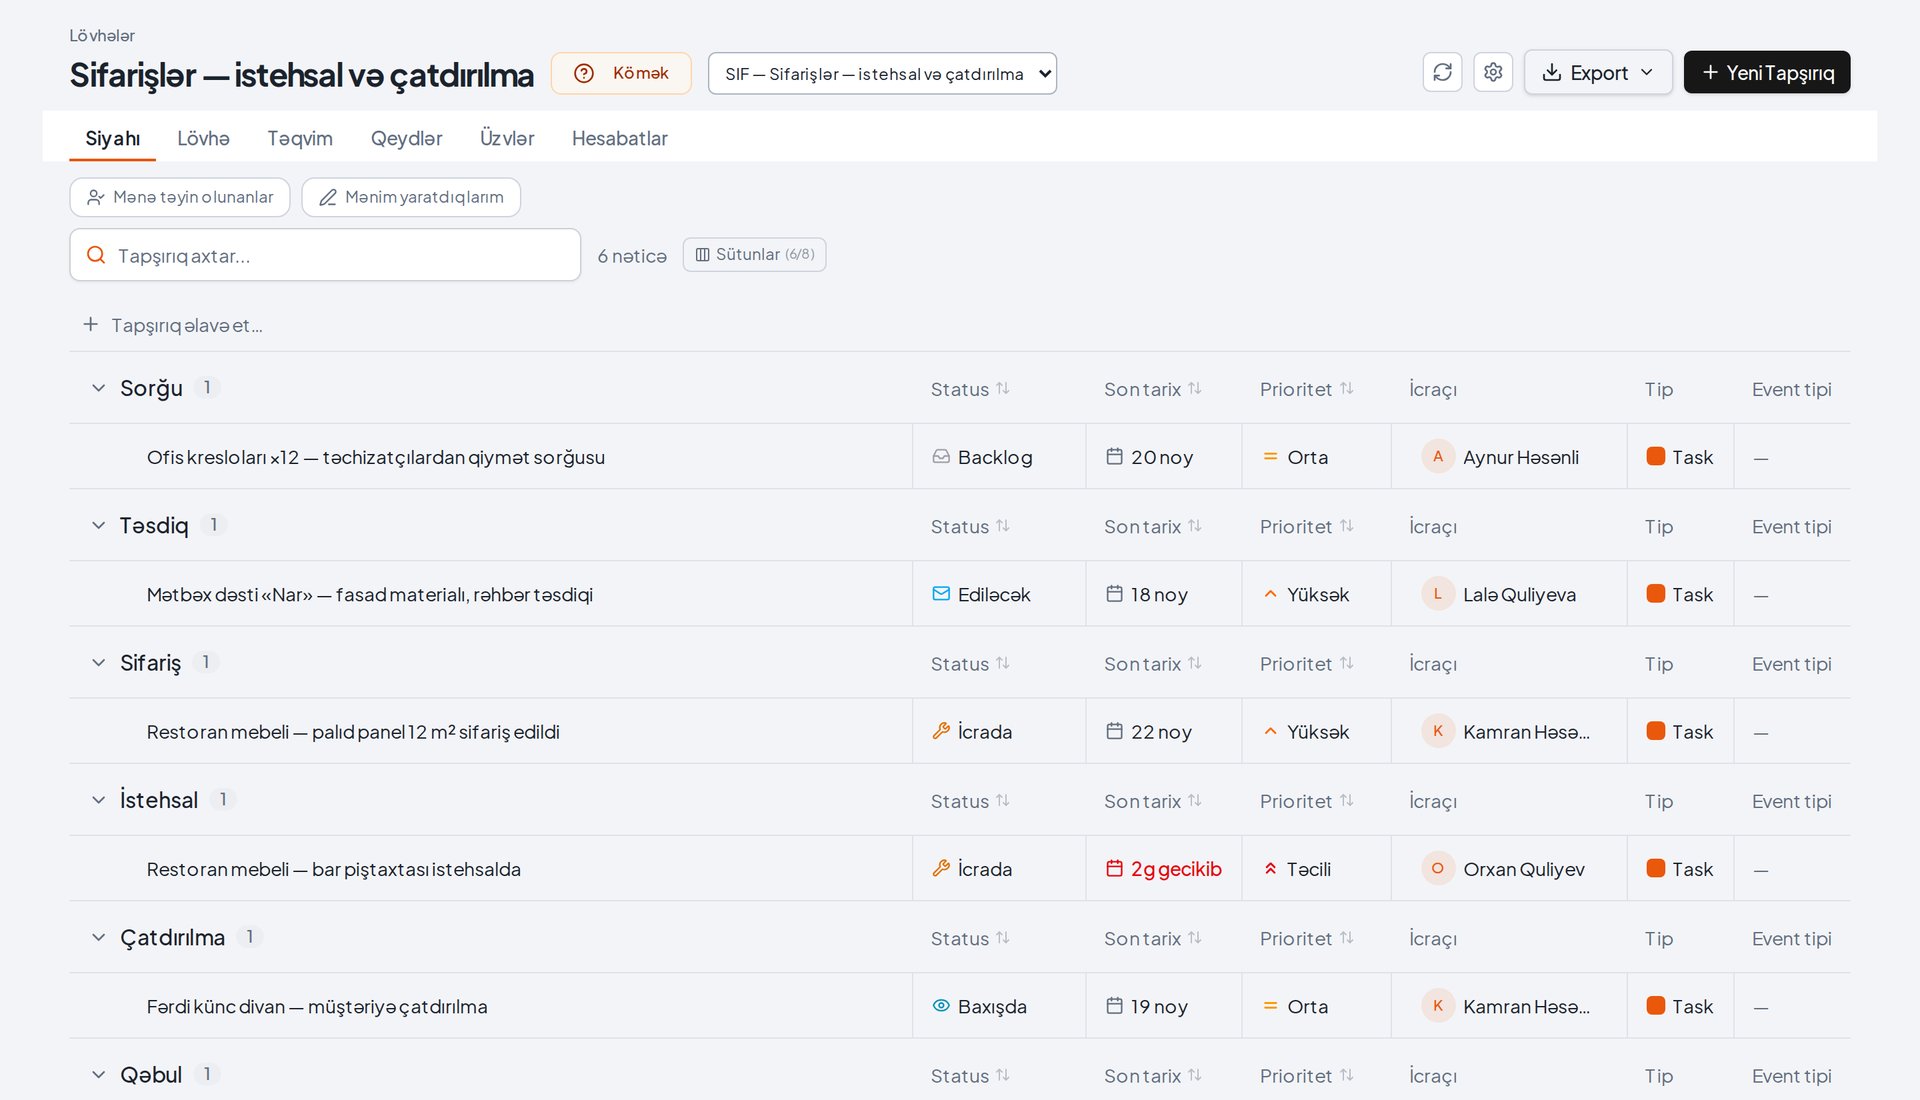 Lövhələr
Sifarişlər — istehsal və çatdırılma
Kömək
SIF — Sifarişlər — istehsal və çatdırılma
Export
Yeni Tapşırıq
Siyahı Lövhə Təqvim Qeydlər Üzvlər Hesabatlar
Mənə təyin olunanlar
Mənim yaratdıqlarım
Tapşırıq axtar...
6 nəticə
Sütunlar (6/8)
Tapşırıq əlavə et...
Sorğu 1 Status Son tarix Prioritet İcraçı Tip Event tipi
Ofis kresloları ×12 — təchizatçılardan qiymət sorğusu Backlog 20 noy Orta A Aynur Həsənli Task —
Təsdiq 1 Status Son tarix Prioritet İcraçı Tip Event tipi
Mətbəx dəsti «Nar» — fasad materialı, rəhbər təsdiqi Ediləcək 18 noy Yüksək L Lalə Quliyeva Task —
Sifariş 1 Status Son tarix Prioritet İcraçı Tip Event tipi
Restoran mebeli — palıd panel 12 m² sifariş edildi İcrada 22 noy Yüksək K Kamran Həsə... Task —
İstehsal 1 Status Son tarix Prioritet İcraçı Tip Event tipi
Restoran mebeli — bar piştaxtası istehsalda İcrada 2g gecikib Təcili O Orxan Quliyev Task —
Çatdırılma 1 Status Son tarix Prioritet İcraçı Tip Event tipi
Fərdi künc divan — müştəriyə çatdırılma Baxışda 19 noy Orta K Kamran Həsə... Task —
Qəbul 1 Status Son tarix Prioritet İcraçı Tip Event tipi